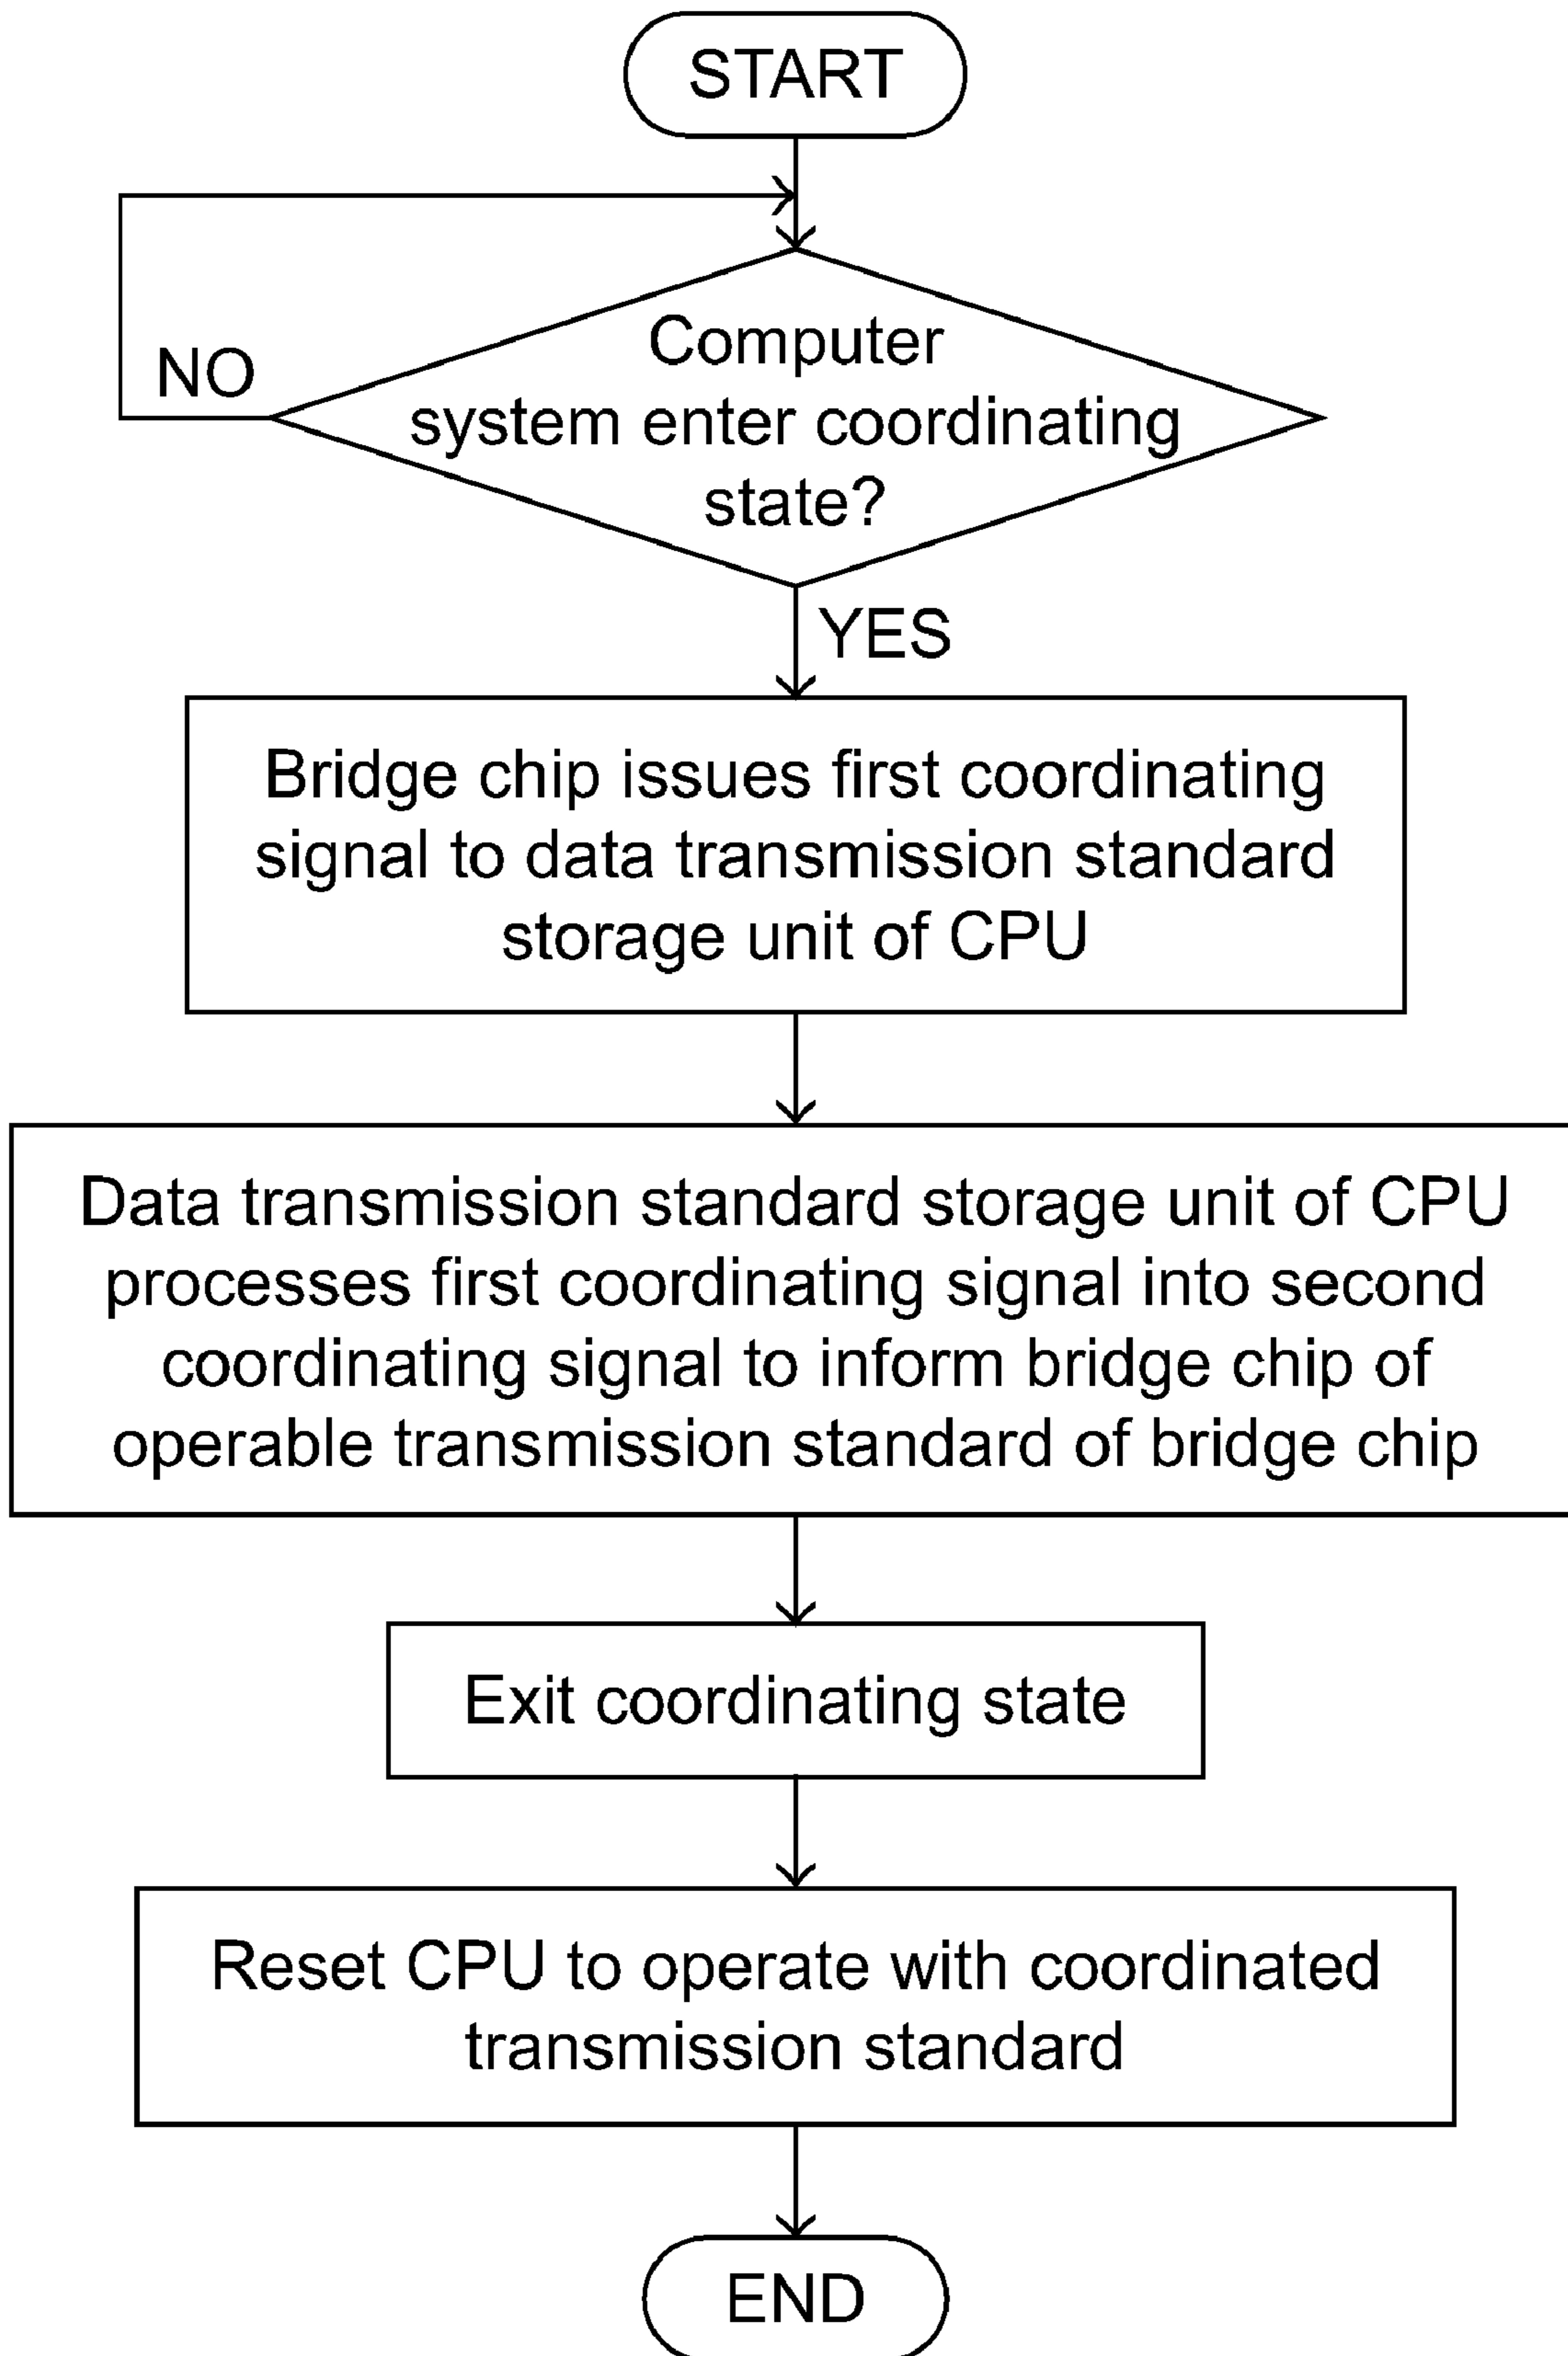 START
Computer
system enter coordinating
state?
NO
YES
Bridge chip issues first coordinating
signal to data transmission standard
storage unit of CPU
Data transmission standard storage unit of CPU
processes first coordinating signal into second
coordinating signal to inform bridge chip of
operable transmission standard of bridge chip
Exit coordinating state
Reset CPU to operate with coordinated
transmission standard
END